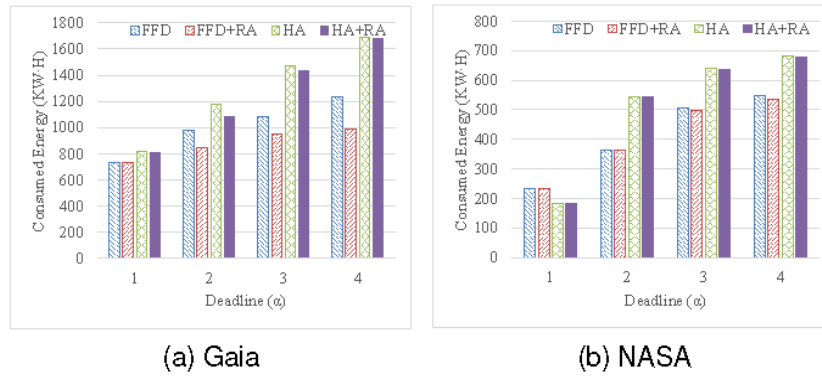 FFD FFD+RA HA HA+RA
Consumed Energy (KW·H)
1800
1600
1400
1200
1000
800
600
400
200
0
1 2 3 4
Deadline (α)
(a) Gaia
FFD FFD+RA HA HA+RA
Consumed Energy (KW·H)
800
700
600
500
400
300
200
100
0
1 2 3 4
Deadline (α)
(b) NASA